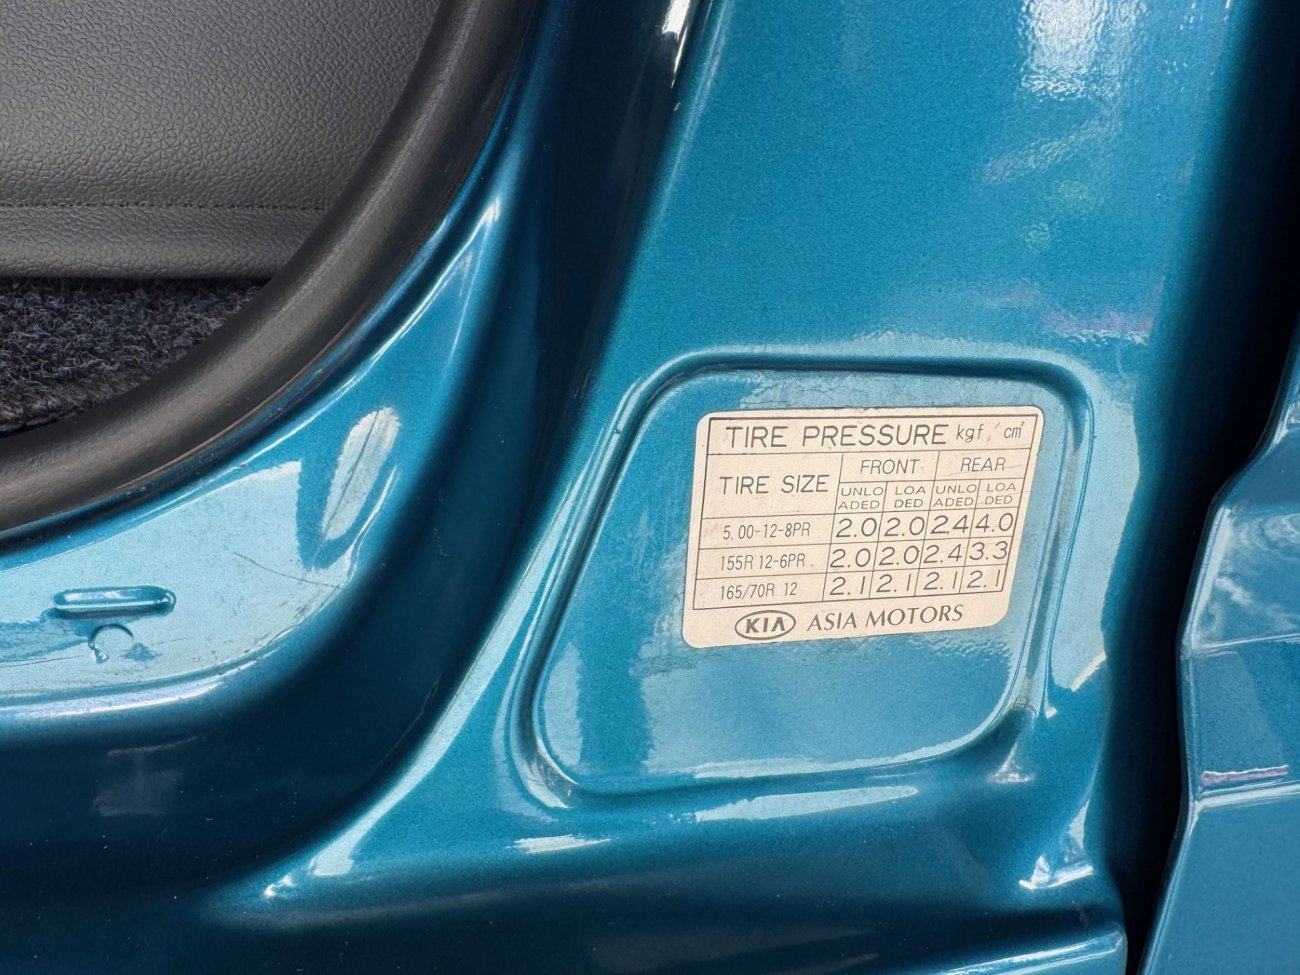 TIRE PRESSURE kgf/cm²
TIRE SIZE FRONT REAR
UNLOADED LOADED UNLOADED LOADED
5.00-12-8PR 2.0 2.0 2.4 4.0
155R 12-6PR 2.0 2.0 2.4 3.3
165/70R 12 2.1 2.1 2.1 2.1
KIA ASIA MOTORS